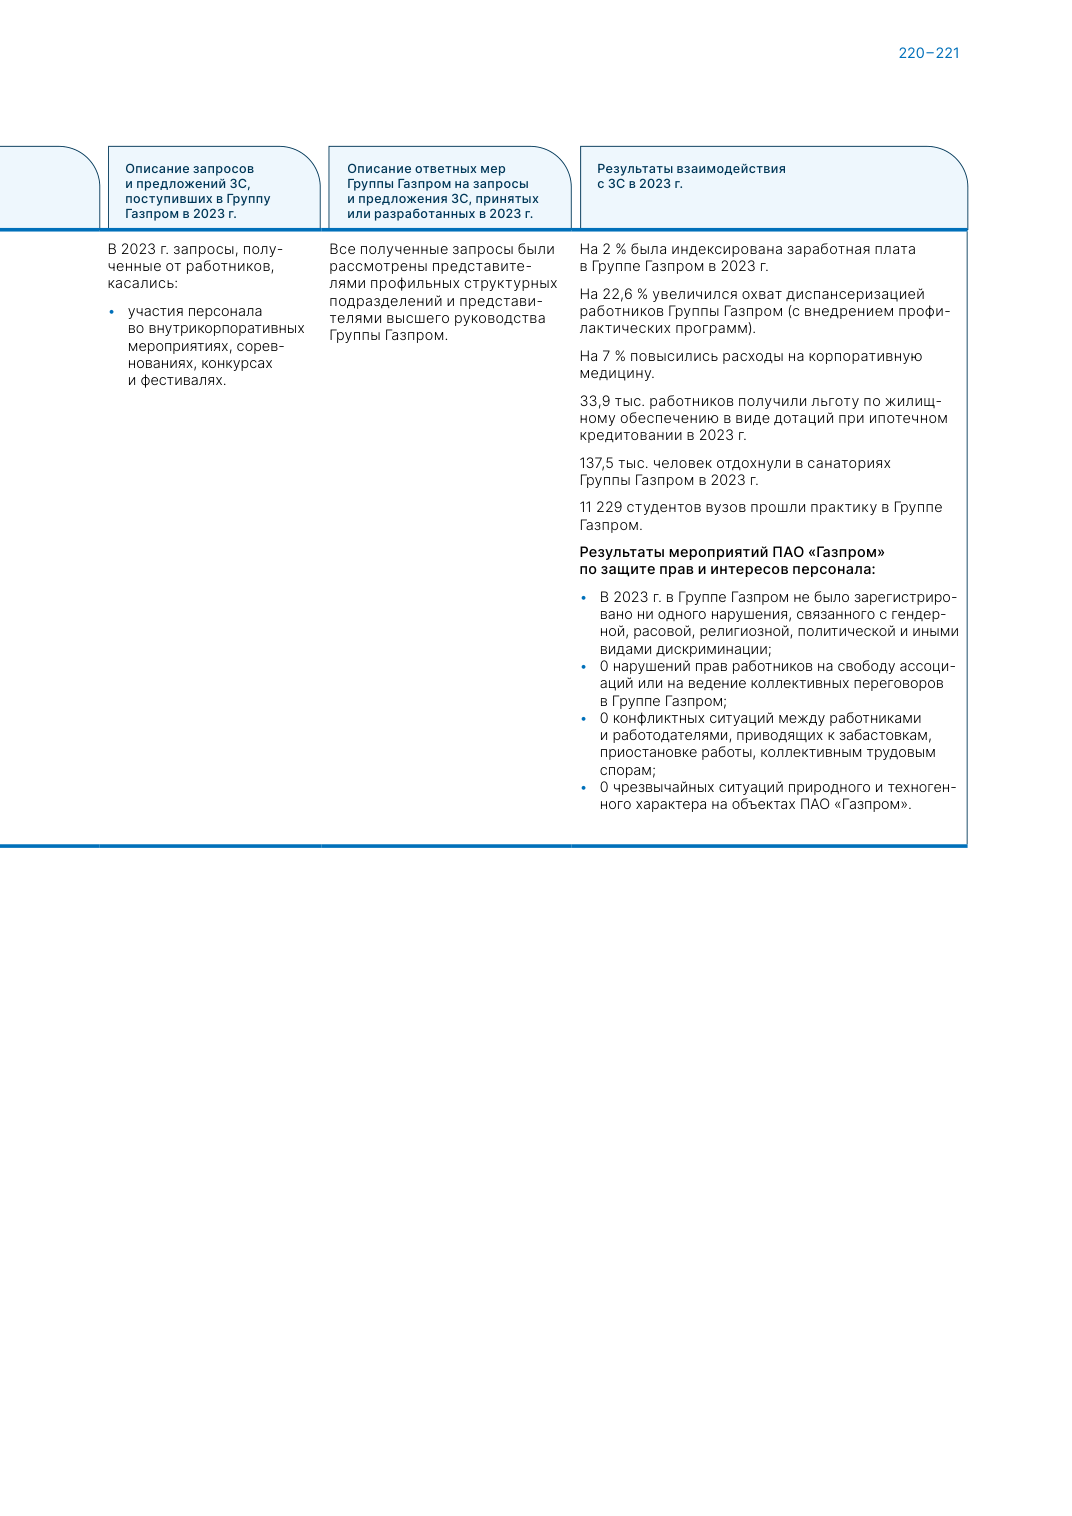 220–221
Описание запросов
и предложений ЗС,
поступивших в Группу
Газпром в 2023 г.
Описание ответных мер
Группы Газпром на запросы
и предложения ЗС, принятых
или разработанных в 2023 г.
Результаты взаимодействия
с ЗС в 2023 г.
В 2023 г. запросы, полу-
ченные от работников,
касались:
• участия персонала
во внутрикорпоративных
мероприятиях, сорев-
нованиях, конкурсах
и фестивалях.
Все полученные запросы были
рассмотрены представите-
лями профильных структурных
подразделений и представи-
телями высшего руководства
Группы Газпром.
На 2 % была индексирована заработная плата
в Группе Газпром в 2023 г.
На 22,6 % увеличился охват диспансеризацией
работников Группы Газпром (с внедрением профи-
лактических программ).
На 7 % повысились расходы на корпоративную
медицину.
33,9 тыс. работников получили льготу по жилищ-
ному обеспечению в виде дотаций при ипотечном
кредитовании в 2023 г.
137,5 тыс. человек отдохнули в санаториях
Группы Газпром в 2023 г.
11 229 студентов вузов прошли практику в Группе
Газпром.
Результаты мероприятий ПАО «Газпром»
по защите прав и интересов персонала:
• В 2023 г. в Группе Газпром не было зарегистриро-
вано ни одного нарушения, связанного с гендер-
ной, расовой, религиозной, политической и иными
видами дискриминации;
• 0 нарушений прав работников на свободу ассоци-
аций или на ведение коллективных переговоров
в Группе Газпром;
• 0 конфликтных ситуаций между работниками
и работодателями, приводящих к забастовкам,
приостановке работы, коллективным трудовым
спорам;
• 0 чрезвычайных ситуаций природного и техноген-
ного характера на объектах ПАО «Газпром».